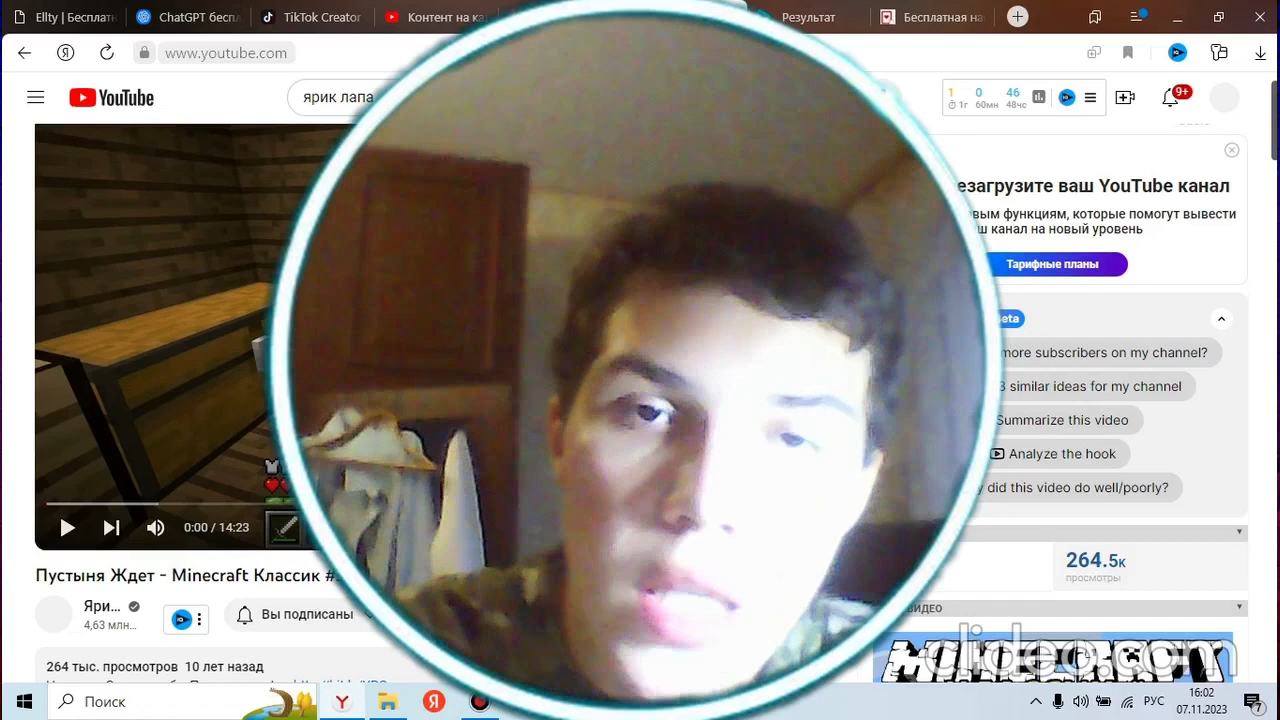 Ellty | Бесплат
ChatGPT беспл
TikTok Creator
Контент на ка
Результат
Бесплатная на
www.youtube.com
YouTube
ярик лапа
1 0 46
1г 60мн 48чс
9+
езагрузите ваш YouTube канал
вым функциям, которые помогут вывести
ш канал на новый уровень
Тарифные планы
eta
more subscribers on my channel?
3 similar ideas for my channel
Summarize this video
Analyze the hook
did this video do well/poorly?
0:00 / 14:23
264.5к
просмотры
Пустыня Ждет - Minecraft Классик #
Яри...
4,63 млн...
Вы подписаны
ВИДЕО
clideo.com
264 тыс. просмотров 10 лет назад
Поиск
РУС
16:02
07.11.2023
7